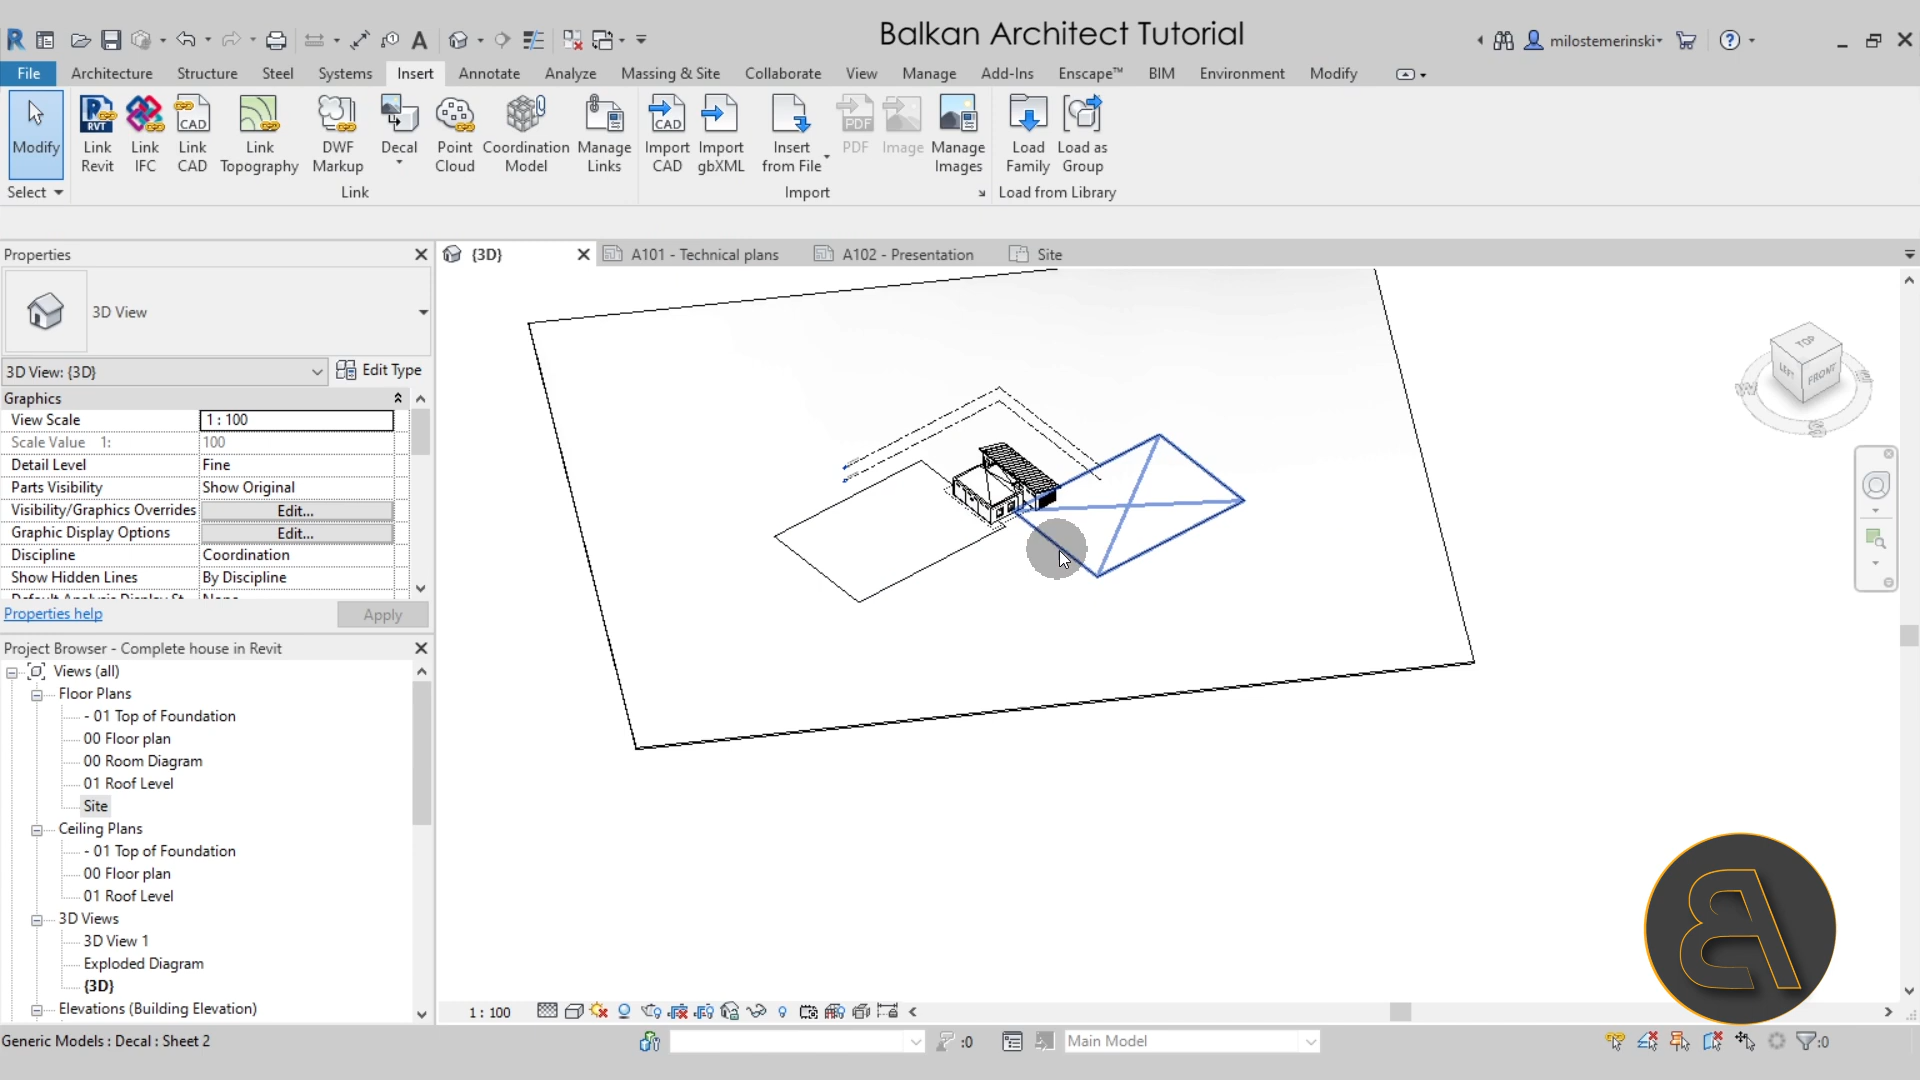 Balkan Architect Tutorial
milostemerinski
File Architecture Structure Steel Systems Insert Annotate Analyze Massing & Site Collaborate View Manage Add-Ins Enscape™ BIM Environment Modify
Modify
Link Revit
Link IFC
Link CAD
Link Topography
DWF Markup
Decal
Point Cloud
Coordination Model
Manage Links
Import CAD
Import gbXML
Insert from File
PDF
Image
Manage Images
Load Family
Load as Group
Select Link Import Load from Library
Properties
{3D} A101 - Technical plans A102 - Presentation Site
3D View
3D View: {3D} Edit Type
Graphics
View Scale 1 : 100
Scale Value 1: 100
Detail Level Fine
Parts Visibility Show Original
Visibility/Graphics Overrides Edit...
Graphic Display Options Edit...
Discipline Coordination
Show Hidden Lines By Discipline
Properties help Apply
Project Browser - Complete house in Revit
Views (all)
Floor Plans
- 01 Top of Foundation
00 Floor plan
00 Room Diagram
01 Roof Level
Site
Ceiling Plans
- 01 Top of Foundation
00 Floor plan
01 Roof Level
3D Views
3D View 1
Exploded Diagram
{3D}
Elevations (Building Elevation)
TOP
LEFT FRONT
W S E
1 : 100
Generic Models : Decal : Sheet 2
:0
Main Model
:0